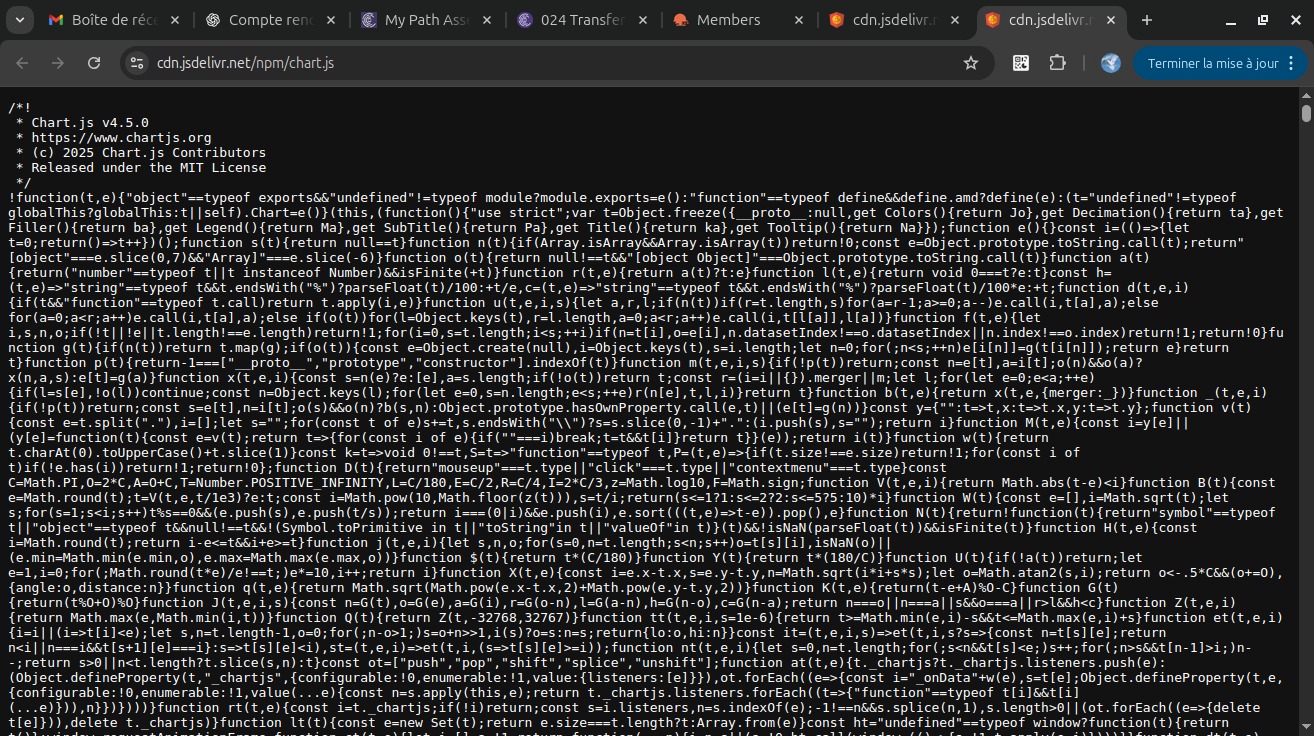 Boîte de réc
Compte ren
My Path Ass
024 Transfer
Members
cdn.jsdelivr.n
cdn.jsdelivr.n
cdn.jsdelivr.net/npm/chart.js
Terminer la mise à jour
/*!
 * Chart.js v4.5.0
 * https://www.chartjs.org
 * (c) 2025 Chart.js Contributors
 * Released under the MIT License
 */
!function(t,e){"object"==typeof exports&&"undefined"!=typeof module?module.exports=e():"function"==typeof define&&define.amd?define(e):(t="undefined"!=typeof
globalThis?globalThis:t||self).Chart=e()}(this,(function(){"use strict";var t=Object.freeze({__proto__:null,get Colors(){return Jo},get Decimation(){return ta},get
Filler(){return ba},get Legend(){return Ma},get SubTitle(){return Pa},get Title(){return ka},get Tooltip(){return Na}});function e(){}const i=(()=>{let
t=0;return()=>t++})();function s(t){return null==t}function n(t){if(Array.isArray&&Array.isArray(t))return!0;const e=Object.prototype.toString.call(t);return"
[object"===e.slice(0,7)&&"Array]"===e.slice(-6)}function o(t){return null!==t&&"[object Object]"===Object.prototype.toString.call(t)}function a(t)
{return("number"==typeof t||t instanceof Number)&&isFinite(+t)}function r(t,e){return a(t)?t:e}function l(t,e){return void 0===t?e:t}const h=
(t,e)=>"string"==typeof t&&t.endsWith("%")?parseFloat(t)/100:+t/e,c=(t,e)=>"string"==typeof t&&t.endsWith("%")?parseFloat(t)/100*e:+t;function d(t,e,i)
{if(t&&"function"==typeof t.call)return t.apply(i,e)}function u(t,e,i,s){let a,r,l;if(n(t))if(r=t.length,s)for(a=r-1;a>=0;a--)e.call(i,t[a],a);else
for(a=0;a<r;a++)e.call(i,t[a],a);else if(o(t))for(l=Object.keys(t),r=l.length,a=0;a<r;a++)e.call(i,t[l[a]],l[a])}function f(t,e){let
i,s,n,o;if(!t||!e||t.length!==e.length)return!1;for(i=0,s=t.length;i<s;++i)if(n=t[i],o=e[i],n.datasetIndex!==o.datasetIndex||n.index!==o.index)return!1;return!0}fu
nction g(t){if(n(t))return t.map(g);if(o(t)){const e=Object.create(null),i=Object.keys(t),s=i.length;let n=0;for(;n<s;++n)e[i[n]]=g(t[i[n]]);return e}return
t}function p(t){return-1===["__proto__","prototype","constructor"].indexOf(t)}function m(t,e,i,s){if(!p(t))return;const n=e[t],a=i[t];o(n)&&o(a)?
x(n,a,s):e[t]=g(a)}function x(t,e,i){const s=n(e)?e:[e],a=s.length;if(!o(t))return t;const r=(i=i||{}).merger||m;let l;for(let e=0;e<a;++e)
{if(l=s[e],!o(l))continue;const n=Object.keys(l);for(let e=0,s=n.length;e<s;++e)r(n[e],t,l,i)}return t}function b(t,e){return x(t,e,{merger:_})}function _(t,e,i)
{if(!p(t))return;const s=e[t],n=i[t];o(s)&&o(n)?b(s,n):Object.prototype.hasOwnProperty.call(e,t)||(e[t]=g(n))}const y={"":t=>t,x:t=>t.x,y:t=>t.y};function v(t)
{const e=t.split("."),i=[];let s="";for(const t of e)s+=t,s.endsWith("\\")?s=s.slice(0,-1)+".":(i.push(s),s="");return i}function M(t,e){const i=y[e]||
(y[e]=function(t){const e=v(t);return t=>{for(const i of e){if(""===i)break;t=t&&t[i]}return t}}(e));return i(t)}function w(t){return
t.charAt(0).toUpperCase()+t.slice(1)}const k=t=>void 0!==t,S=t=>"function"==typeof t,P=(t,e)=>{if(t.size!==e.size)return!1;for(const i of
t)if(!e.has(i))return!1;return!0};function D(t){return"mouseup"===t.type||"click"===t.type||"contextmenu"===t.type}const
C=Math.PI,O=2*C,A=O+C,T=Number.POSITIVE_INFINITY,L=C/180,E=C/2,R=C/4,I=2*C/3,z=Math.log10,F=Math.sign;function V(t,e,i){return Math.abs(t-e)<i}function B(t){const
e=Math.round(t);t=V(t,e,t/1e3)?e:t;const i=Math.pow(10,Math.floor(z(t))),s=t/i;return(s<=1?1:s<=2?2:s<=5?5:10)*i}function W(t){const e=[],i=Math.sqrt(t);let
s;for(s=1;s<i;s++)t%s==0&&(e.push(s),e.push(t/s));return i===(0|i)&&e.push(i),e.sort(((t,e)=>t-e)).pop(),e}function N(t){return!function(t){return"symbol"==typeof
t||"object"==typeof t&&null!==t&&!(Symbol.toPrimitive in t||"toString"in t||"valueOf"in t)}(t)&&!isNaN(parseFloat(t))&&isFinite(t)}function H(t,e){const
i=Math.round(t);return i-e<=t&&i+e>=t}function j(t,e,i){let s,n,o;for(s=0,n=t.length;s<n;s++)o=t[s][i],isNaN(o)||
(e.min=Math.min(e.min,o),e.max=Math.max(e.max,o))}function $(t){return t*(C/180)}function Y(t){return t*(180/C)}function U(t){if(!a(t))return;let
e=1,i=0;for(;Math.round(t*e)/e!==t;)e*=10,i++;return i}function X(t,e){const i=e.x-t.x,s=e.y-t.y,n=Math.sqrt(i*i+s*s);let o=Math.atan2(s,i);return o<-.5*C&&(o+=O),
{angle:o,distance:n}}function q(t,e){return Math.sqrt(Math.pow(e.x-t.x,2)+Math.pow(e.y-t.y,2))}function K(t,e){return(t-e+A)%O-C}function G(t)
{return(t%O+O)%O}function J(t,e,i,s){const n=G(t),o=G(e),a=G(i),r=G(o-n),l=G(a-n),h=G(n-o),c=G(n-a);return n===o||n===a||s&&o===a||r>l&&h<c}function Z(t,e,i)
{return Math.max(e,Math.min(i,t))}function Q(t){return Z(t,-32768,32767)}function tt(t,e,i,s=1e-6){return t>=Math.min(e,i)-s&&t<=Math.max(e,i)+s}function et(t,e,i)
{i=i||(i=>t[i]<e);let s,n=t.length-1,o=0;for(;n-o>1;)s=o+n>>1,i(s)?o=s:n=s;return{lo:o,hi:n}}const it=(t,e,i,s)=>et(t,i,s?s=>{const n=t[s][e];return
n<i||n===i&&t[s+1][e]===i}:s=>t[s][e]<i),st=(t,e,i)=>et(t,i,(s=>t[s][e]>=i));function nt(t,e,i){let s=0,n=t.length;for(;s<n&&t[s]<e;)s++;for(;n>s&&t[n-1]>i;)n-
-;return s>0||n<t.length?t.slice(s,n):t}const ot=["push","pop","shift","splice","unshift"];function at(t,e){t._chartjs?t._chartjs.listeners.push(e):
(Object.defineProperty(t,"_chartjs",{configurable:!0,enumerable:!1,value:{listeners:[e]}}),ot.forEach((e=>{const i="_onData"+w(e),s=t[e];Object.defineProperty(t,e,
{configurable:!0,enumerable:!1,value(...e){const n=s.apply(this,e);return t._chartjs.listeners.forEach((t=>{"function"==typeof t[i]&&t[i]
(...e)})),n}})})))}function rt(t,e){const i=t._chartjs;if(!i)return;const s=i.listeners,n=s.indexOf(e);-1!==n&&s.splice(n,1),s.length>0||(ot.forEach((e=>{delete
t[e]})),delete t._chartjs)}function lt(t){const e=new Set(t);return e.size===t.length?t:Array.from(e)}const ht="undefined"==typeof window?function(t){return